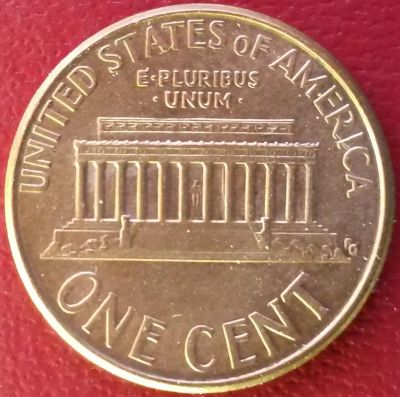 UNITED STATES OF AMERICA
E·PLURIBUS
·UNUM·
ONE CENT